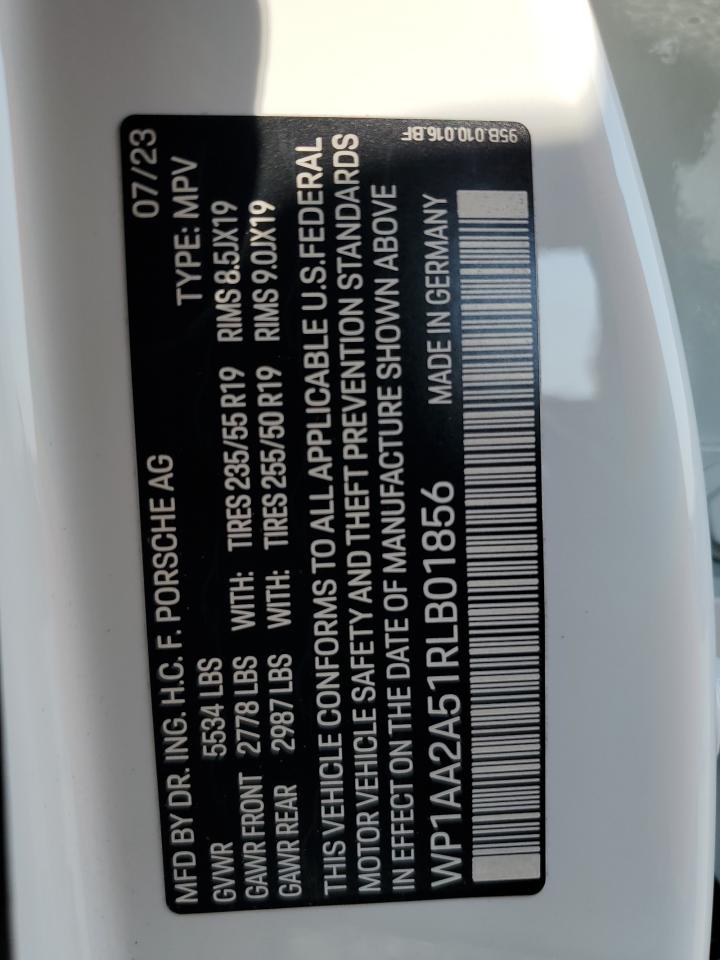 MFD BY DR. ING. H.C. F. PORSCHE AG 07/23
GVWR 5534 LBS TYPE: MPV
GAWR FRONT 2778 LBS WITH: TIRES 235/55 R19 RIMS 8.5JX19
GAWR REAR 2987 LBS WITH: TIRES 255/50 R19 RIMS 9.0JX19
THIS VEHICLE CONFORMS TO ALL APPLICABLE U.S.FEDERAL
MOTOR VEHICLE SAFETY AND THEFT PREVENTION STANDARDS
IN EFFECT ON THE DATE OF MANUFACTURE SHOWN ABOVE
WP1AA2A51RLB01856 MADE IN GERMANY
95B.010.016.BF